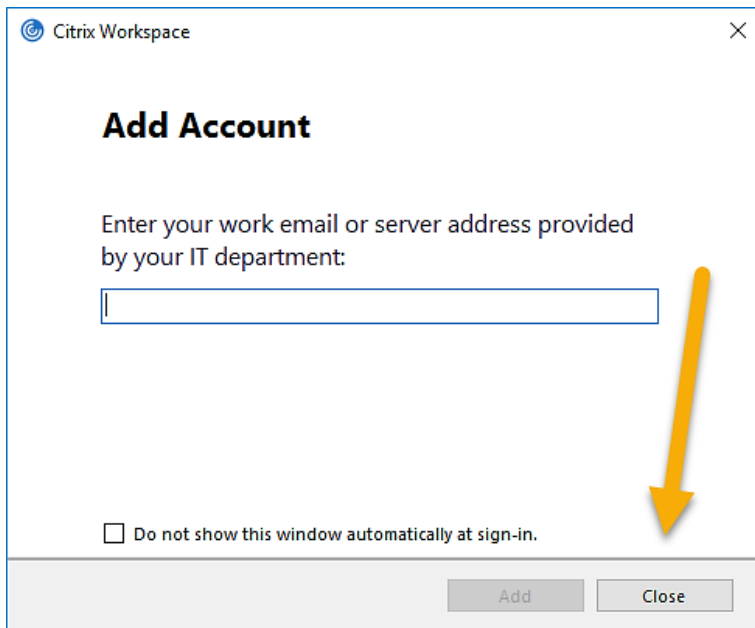 Citrix Workspace
Add Account
Enter your work email or server address provided
by your IT department:
Do not show this window automatically at sign-in.
Add
Close